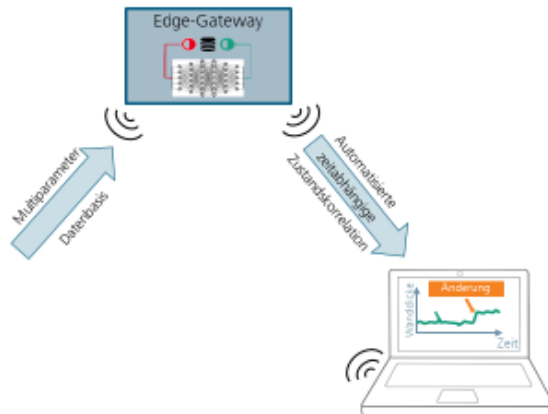 Edge-Gateway
Multiparameter
Datenbasis
Automatisierte
zeitabhängige
Zustandskorrelation
Änderung
Wanddicke
Zeit